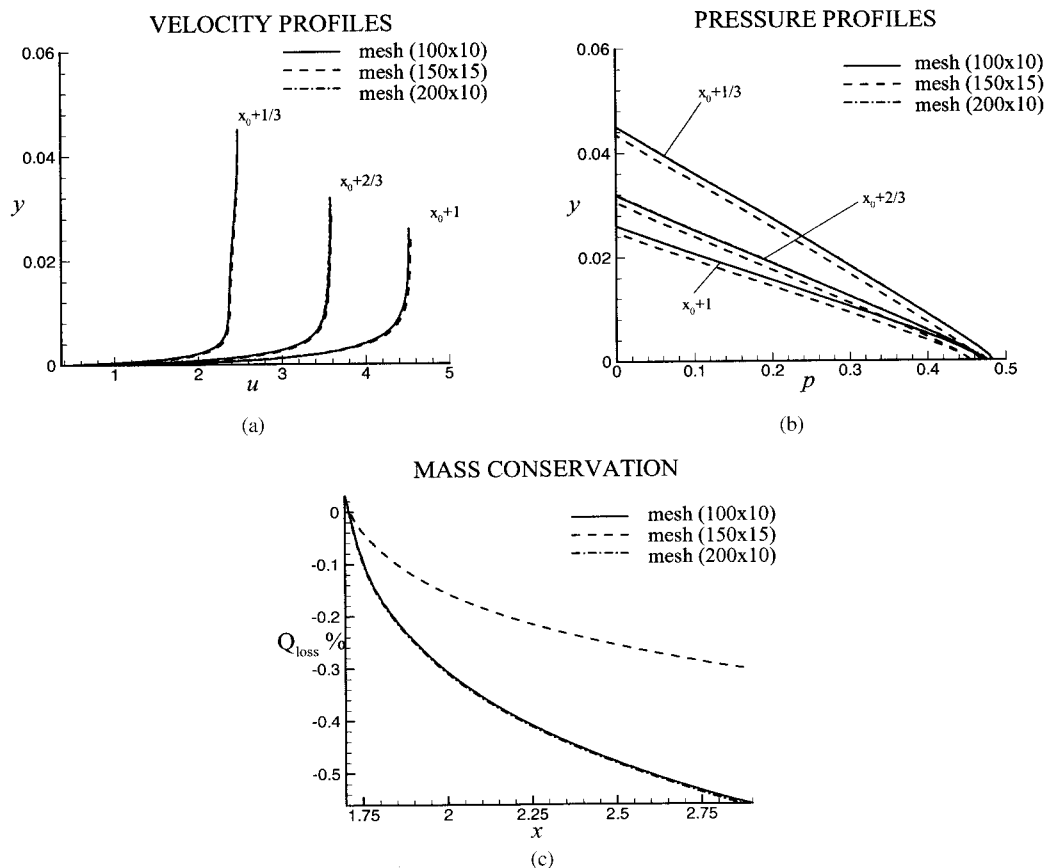 VELOCITY PROFILES
mesh (100x10)
mesh (150x15)
mesh (200x10)
0.06
0.04
0.02
0
y
x0+1/3
x0+2/3
x0+1
1
2
3
4
5
u
(a)
PRESSURE PROFILES
mesh (100x10)
mesh (150x15)
mesh (200x10)
0.06
0.04
0.02
0
y
x0+1/3
x0+2/3
x0+1
0
0.1
0.2
0.3
0.4
0.5
p
(b)
MASS CONSERVATION
mesh (100x10)
mesh (150x15)
mesh (200x10)
0
-0.1
-0.2
-0.3
-0.4
-0.5
Qloss %
1.75
2
2.25
2.5
2.75
x
(c)